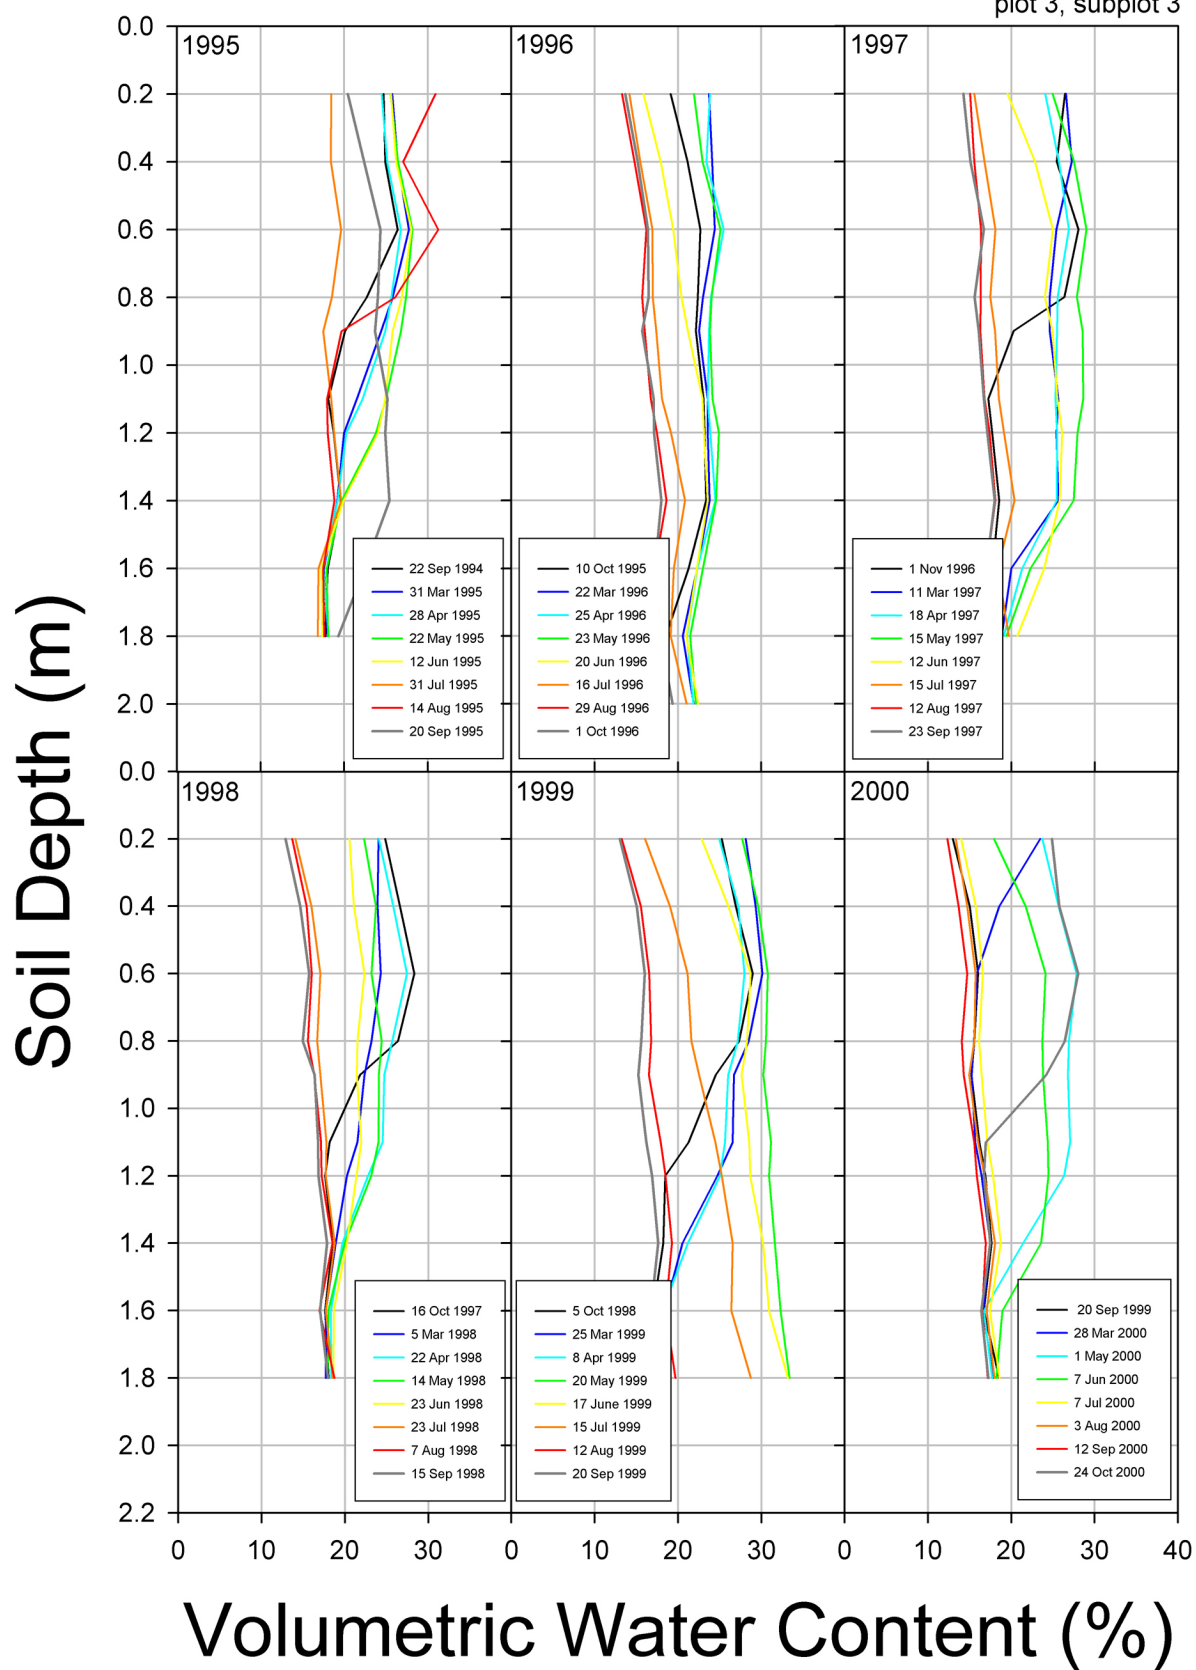 plot 3, subplot 3
0.0
0.2
0.4
0.6
0.8
1.0
1.2
1.4
1.6
1.8
2.0
0.0
0.2
0.4
0.6
0.8
1.0
1.2
1.4
1.6
1.8
2.0
2.2
Soil Depth (m)
1995
22 Sep 1994
31 Mar 1995
28 Apr 1995
22 May 1995
12 Jun 1995
31 Jul 1995
14 Aug 1995
20 Sep 1995
1996
10 Oct 1995
22 Mar 1996
25 Apr 1996
23 May 1996
20 Jun 1996
16 Jul 1996
29 Aug 1996
1 Oct 1996
1997
1 Nov 1996
11 Mar 1997
18 Apr 1997
15 May 1997
12 Jun 1997
15 Jul 1997
12 Aug 1997
23 Sep 1997
1998
16 Oct 1997
5 Mar 1998
22 Apr 1998
14 May 1998
23 Jun 1998
23 Jul 1998
7 Aug 1998
15 Sep 1998
1999
5 Oct 1998
25 Mar 1999
8 Apr 1999
20 May 1999
17 June 1999
15 Jul 1999
12 Aug 1999
20 Sep 1999
2000
20 Sep 1999
28 Mar 2000
1 May 2000
7 Jun 2000
7 Jul 2000
3 Aug 2000
12 Sep 2000
24 Oct 2000
0 10 20 30 0 10 20 30 0 10 20 30 40
Volumetric Water Content (%)